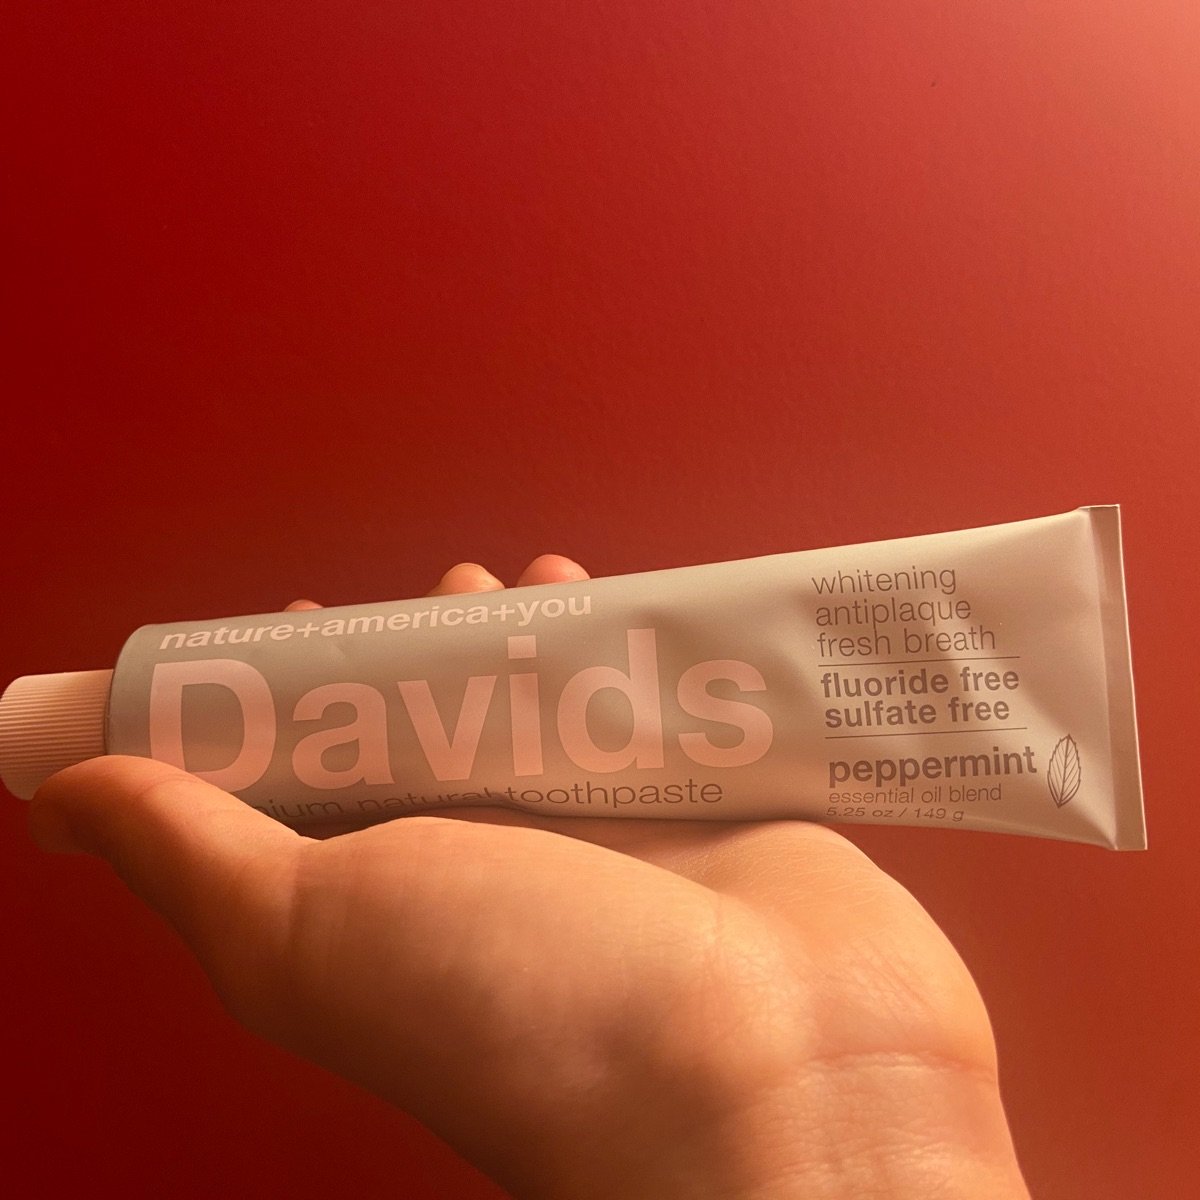 nature+america+you
Davids
natural toothpaste
whitening
antiplaque
fresh breath
fluoride free
sulfate free
peppermint
essential oil blend
5.25 oz / 149 g